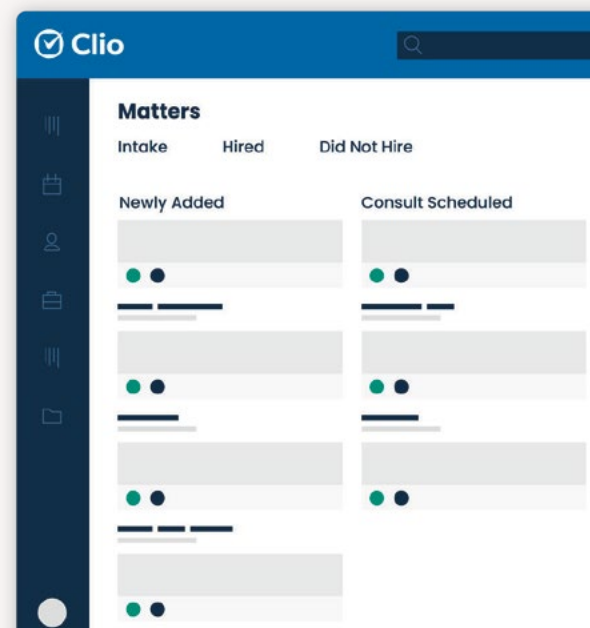 Clio
Matters
Intake Hired Did Not Hire
Newly Added Consult Scheduled